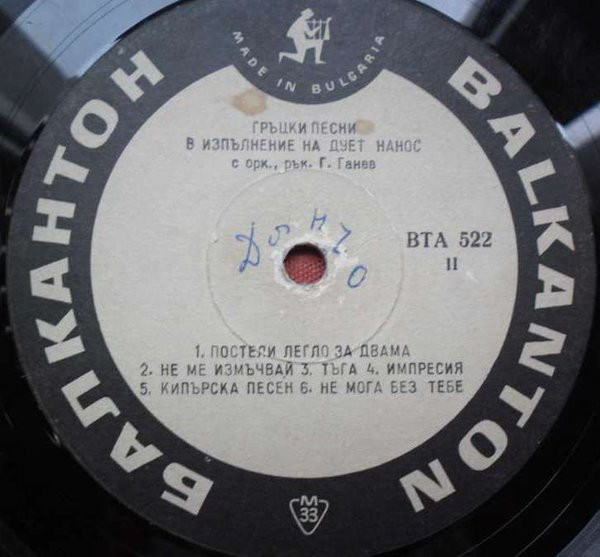 MADE IN BULGARIA
БАЛКАНТОН
BALKANTON
ГРЪЦКИ ПЕСНИ
В ИЗПЪЛНЕНИЕ НА ДУЕТ НАНОС
с орк., рък. Г. Ганев
ВТА 522
II
1. ПОСТЕЛИ ЛЕГЛО ЗА ДВАМА
2. НЕ МЕ ИЗМЪЧВАЙ 3. ТЪГА 4. ИМПРЕСИЯ
5. КИПЪРСКА ПЕСЕН 6. НЕ МОГА БЕЗ ТЕБЕ
М
33